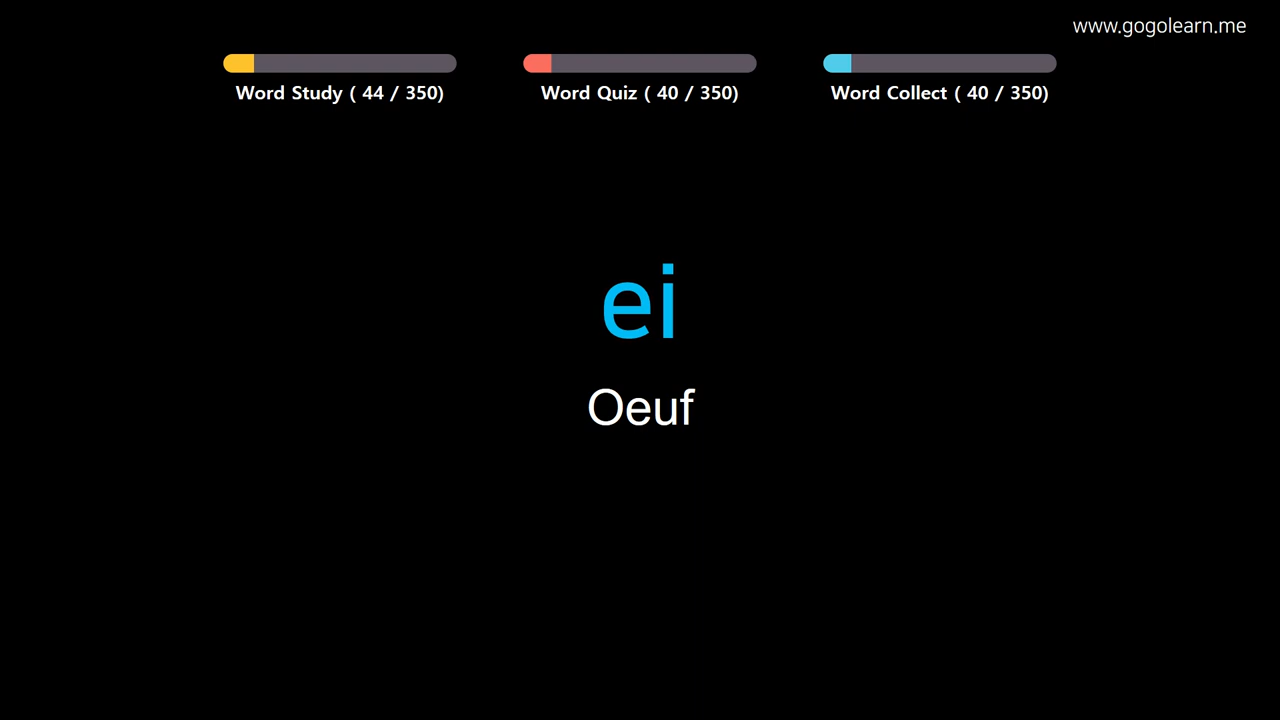 www.gogolearn.me
Word Study ( 44 / 350)
Word Quiz ( 40 / 350)
Word Collect ( 40 / 350)
ei
Oeuf